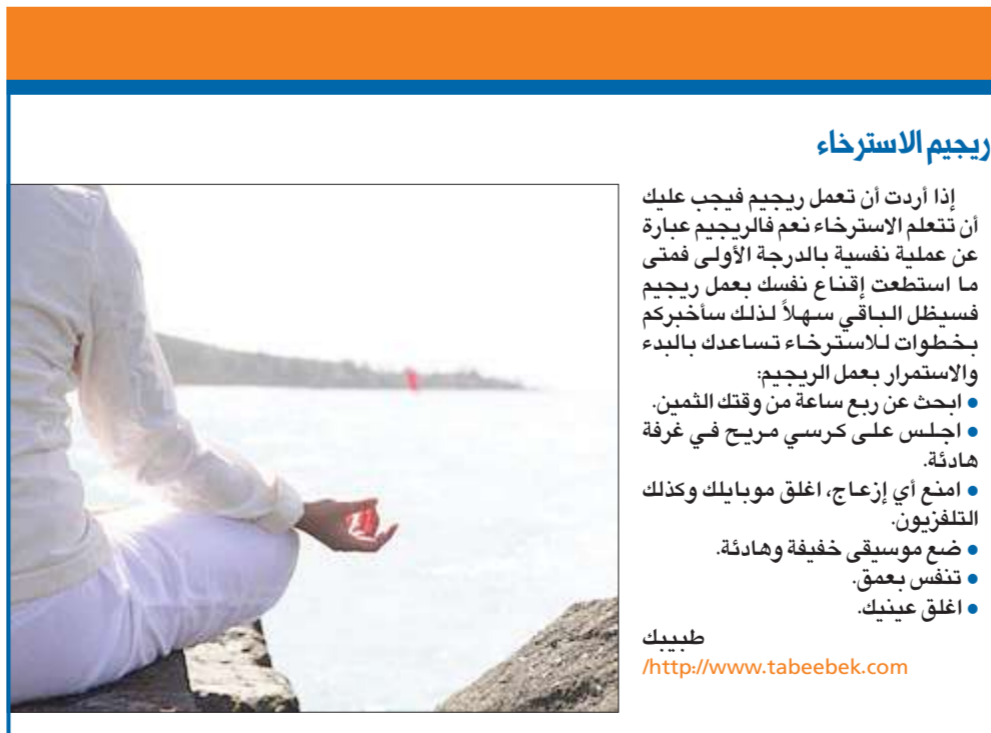 ريجيم الاسترخاء
إذا أردت أن تعمل ريجيم فيجب عليك
أن تتعلم الاسترخاء نعم فالريجيم عبارة
عن عملية نفسية بالدرجة الأولى فمتى
ما استطعت إقناع نفسك بعمل ريجيم
فسيظل الباقي سهلاً لذلك سأخبركم
بخطوات للاسترخاء تساعدك بالبدء
والاستمرار بعمل الريجيم:
• ابحث عن ربع ساعة من وقتك الثمين.
• اجلس على كرسي مريح في غرفة
هادئة.
• امنع أي إزعاج، اغلق موبايلك وكذلك
التلفزيون.
• ضع موسيقى خفيفة وهادئة.
• تنفس بعمق.
• اغلق عينيك.
طبيبك
/http://www.tabeebek.com